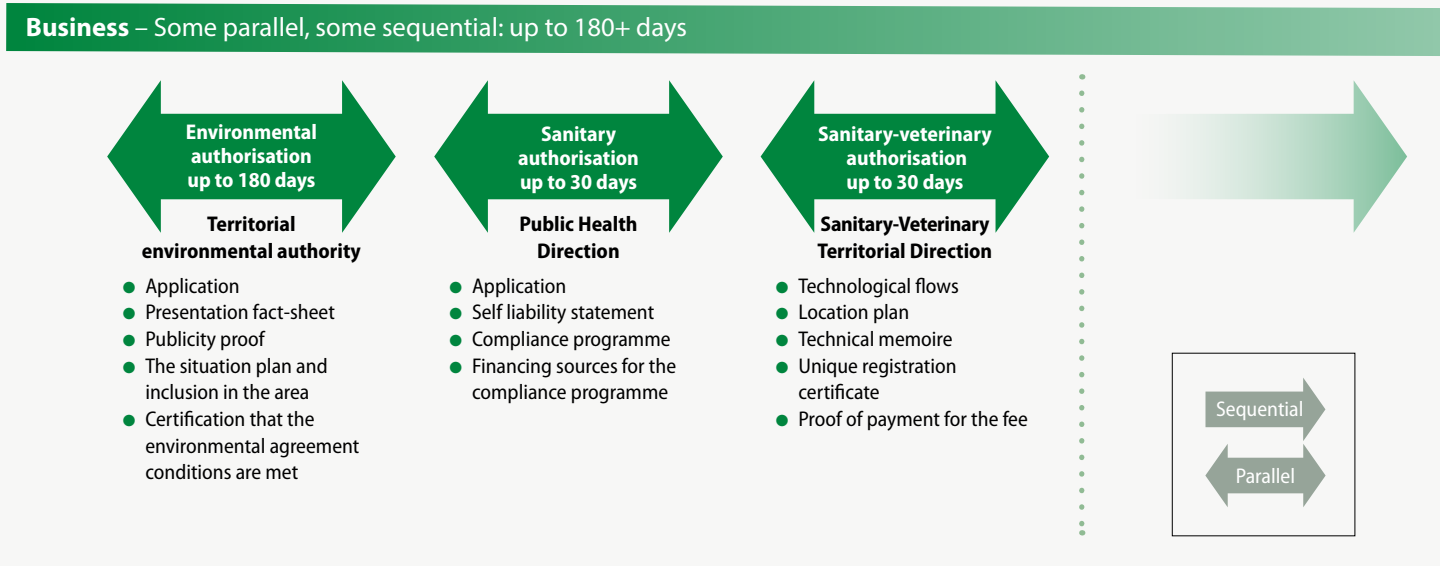 Business – Some parallel, some sequential: up to 180+ days
Environmental
authorisation
up to 180 days
Territorial
environmental authority
● Application
● Presentation fact-sheet
● Publicity proof
● The situation plan and
inclusion in the area
● Certification that the
environmental agreement
conditions are met
Sanitary
authorisation
up to 30 days
Public Health
Direction
● Application
● Self liability statement
● Compliance programme
● Financing sources for the
compliance programme
Sanitary-veterinary
authorisation
up to 30 days
Sanitary-Veterinary
Territorial Direction
● Technological flows
● Location plan
● Technical memoire
● Unique registration
certificate
● Proof of payment for the fee
Sequential
Parallel